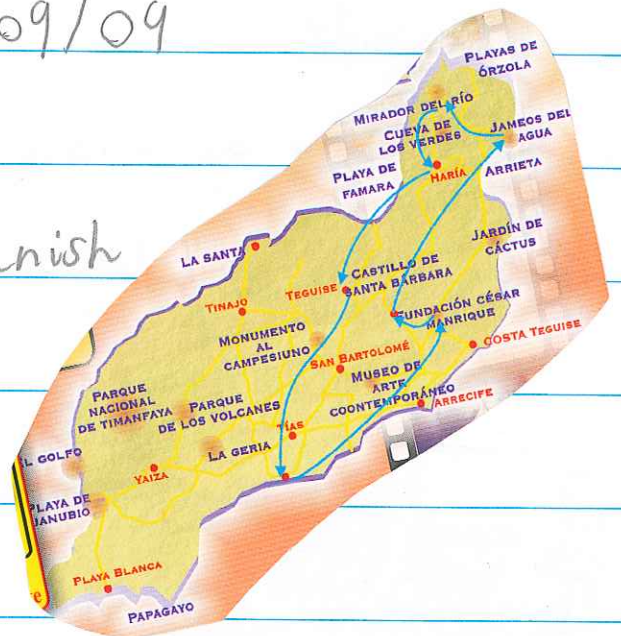 09/09
PLAYAS DE
ÓRZOLA
MIRADOR DEL RÍO
CUEVA DE
LOS VERDES
JAMEOS DEL
AGUA
PLAYA DE
FAMARA
HARÍA
ARRIETA
nish
LA SANTA
JARDÍN DE
CÁCTUS
TINAJO
TEGUISE
CASTILLO DE
SANTA BÁRBARA
FUNDACIÓN CÉSAR
MANRIQUE
MONUMENTO
AL
CAMPESIUNO
SAN BARTOLOMÉ
COSTA TEGUISE
MUSEO DE
ARTE
COONTEMPORÁNEO
ARRECIFE
PARQUE
NACIONAL
DE TIMANFAYA
PARQUE
DE LOS VOLCANES
TÍAS
LA GERIA
EL GOLFO
YAIZA
PLAYA DE
JANUBIO
PLAYA BLANCA
PAPAGAYO